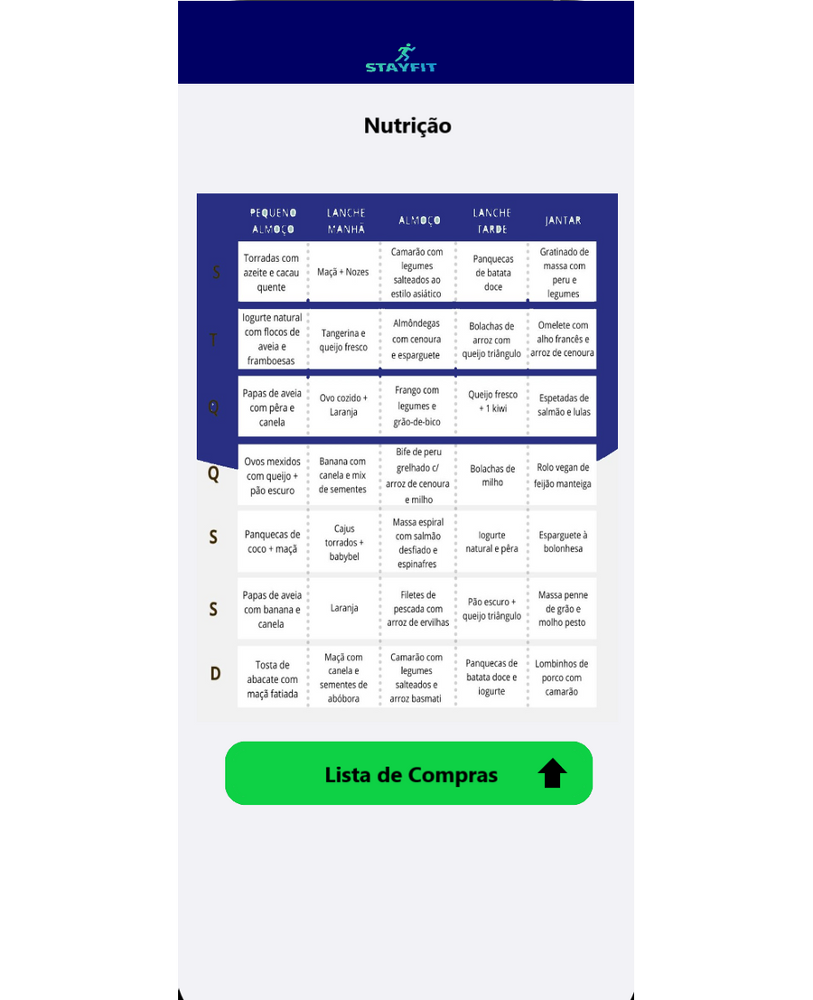 STAYFIT
Nutrição
PEQUENO
ALMOÇO
LANCHE
MANHÃ
ALMOÇO
LANCHE
TARDE
JANTAR
S
Torradas com
azeite e cacau
quente
Maçã + Nozes
Camarão com
legumes
salteados ao
estilo asiático
Panquecas
de batata
doce
Gratinado de
massa com
peru e
legumes
T
Iogurte natural
com flocos de
aveia e
framboesas
Tangerina e
queijo fresco
Almôndegas
com cenoura
e esparguete
Bolachas de
arroz com
queijo triângulo
Omelete com
alho francês e
arroz de cenoura
Q
Papas de aveia
com pêra e
canela
Ovo cozido +
Laranja
Frango com
legumes e
grão-de-bico
Queijo fresco
+ 1 kiwi
Espetadas de
salmão e lulas
Q
Ovos mexidos
com queijo +
pão escuro
Banana com
canela e mix
de sementes
Bife de peru
grelhado c/
arroz de cenoura
e milho
Bolachas de
milho
Rolo vegan de
feijão manteiga
S
Panquecas de
coco + maçã
Cajus
torrados +
babybel
Massa espiral
com salmão
desfiado e
espinafres
Iogurte
natural e pêra
Esparguete à
bolonhesa
S
Papas de aveia
com banana e
canela
Laranja
Filetes de
pescada com
arroz de ervilhas
Pão escuro +
queijo triângulo
Massa penne
de grão e
molho pesto
D
Tosta de
abacate com
maçã fatiada
Maçã com
canela e
sementes de
abóbora
Camarão com
legumes
salteados e
arroz basmati
Panquecas de
batata doce e
iogurte
Lombinhos de
porco com
camarão
Lista de Compras